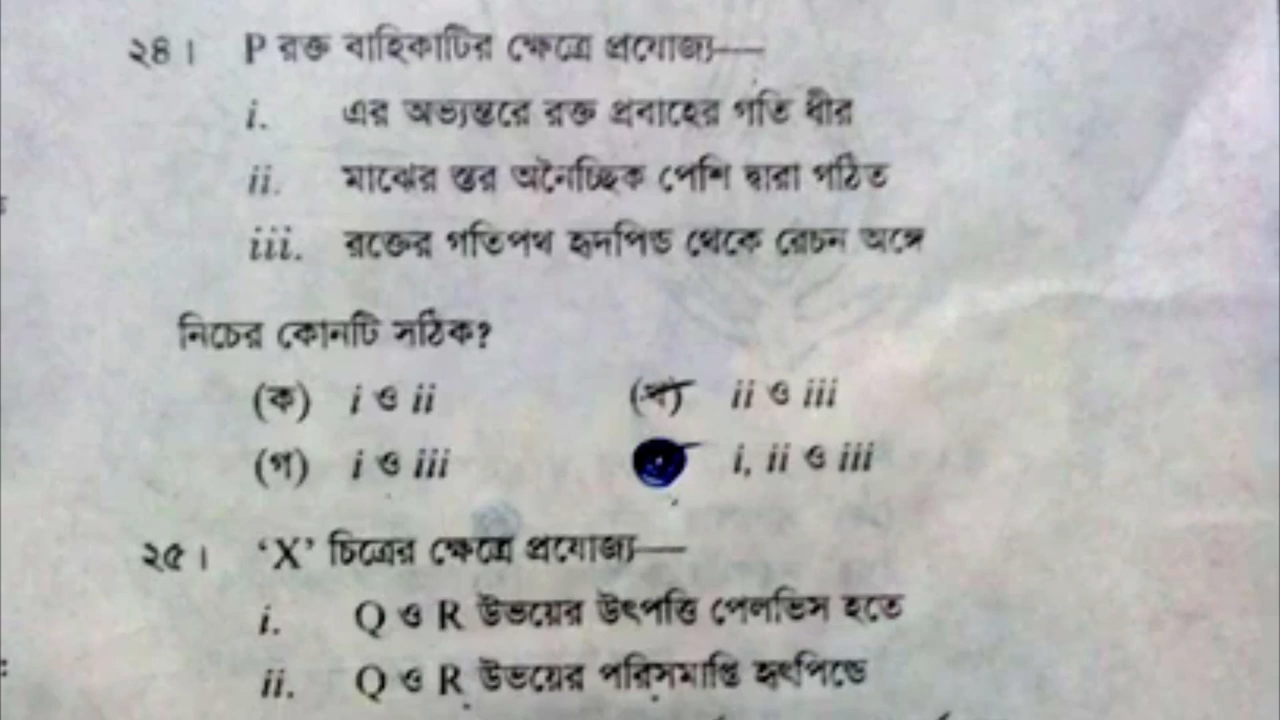 ২৪। P রক্ত বাহিকাটির ক্ষেত্রে প্রযোজ্য—
i. এর অভ্যন্তরে রক্ত প্রবাহের গতি ধীর
ii. মাঝের স্তর অনৈচ্ছিক পেশি দ্বারা গঠিত
iii. রক্তের গতিপথ হৃদপিন্ড থেকে রেচন অঙ্গে
নিচের কোনটি সঠিক?
(ক) i ও ii (খ) ii ও iii
(গ) i ও iii i, ii ও iii
২৫। ‘X’ চিত্রের ক্ষেত্রে প্রযোজ্য—
i. Q ও R উভয়ের উৎপত্তি পেলভিস হতে
ii. Q ও R উভয়ের পরিসমাপ্তি হৃৎপিন্ডে